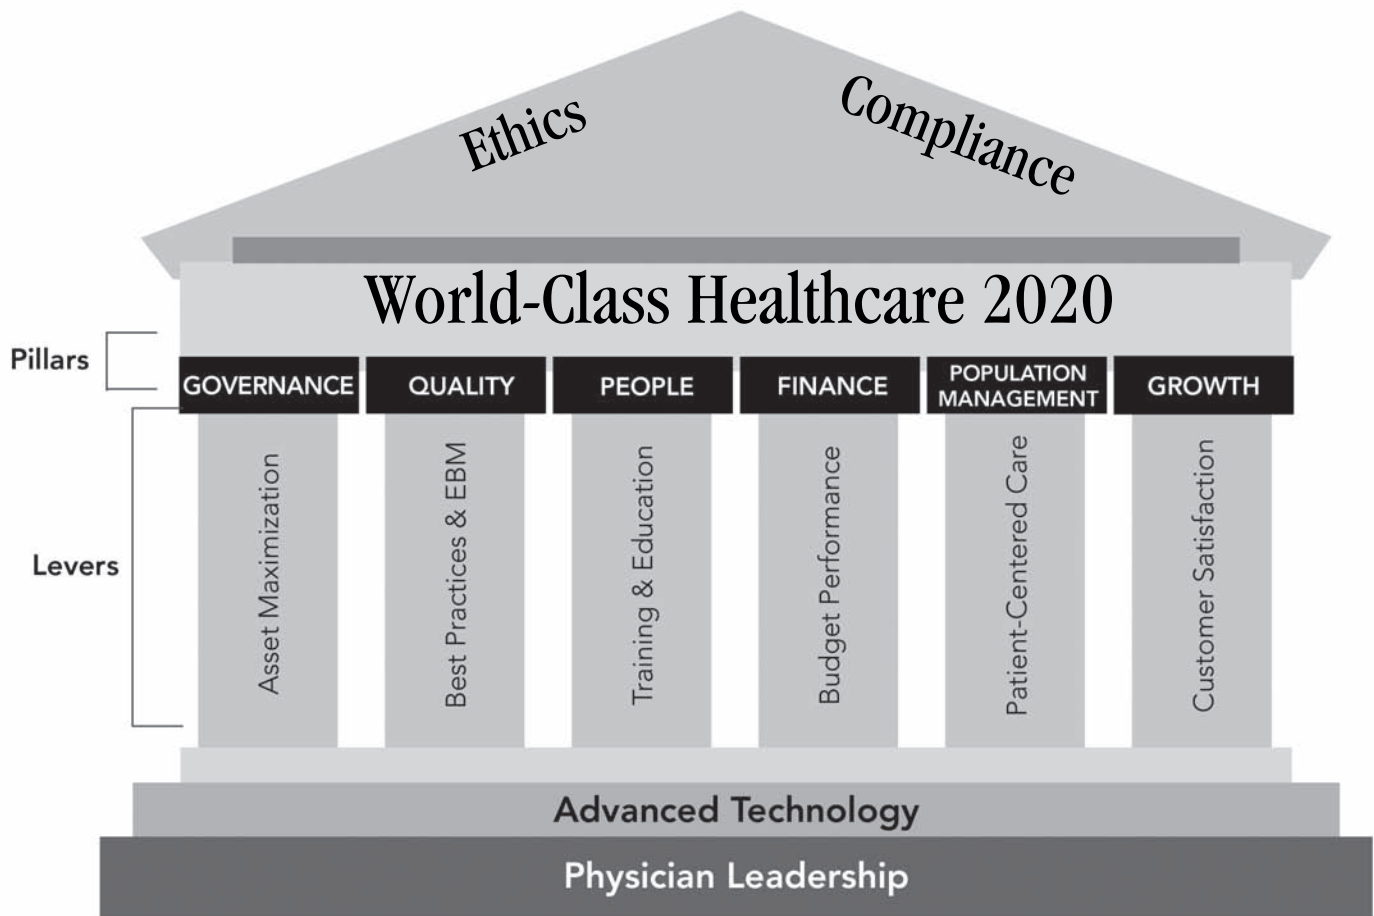 Ethics
Compliance
World-Class Healthcare 2020
Pillars
GOVERNANCE
QUALITY
PEOPLE
FINANCE
POPULATION
MANAGEMENT
GROWTH
Levers
Asset Maximization
Best Practices & EBM
Training & Education
Budget Performance
Patient-Centered Care
Customer Satisfaction
Advanced Technology
Physician Leadership